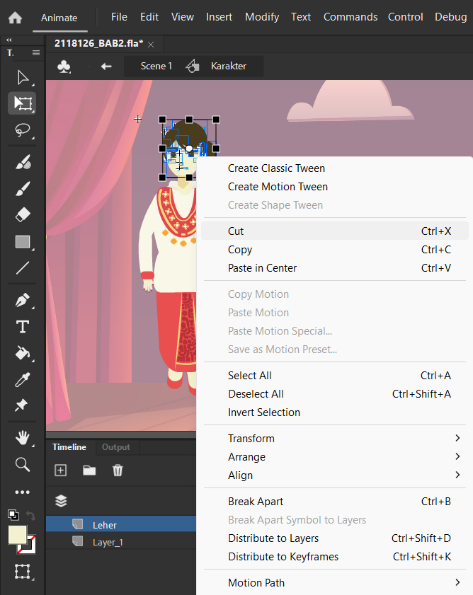 Animate File Edit View Insert Modify Text Commands Control Debug
2118126_BAB2.fla* ×
T.
Scene 1 Karakter
Create Classic Tween
Create Motion Tween
Create Shape Tween
Cut Ctrl+X
Copy Ctrl+C
Paste in Center Ctrl+V
Copy Motion
Paste Motion
Paste Motion Special...
Save as Motion Preset...
Select All Ctrl+A
Deselect All Ctrl+Shift+A
Invert Selection
Transform
Arrange
Align
Break Apart Ctrl+B
Break Apart Symbol to Layers
Distribute to Layers Ctrl+Shift+D
Distribute to Keyframes Ctrl+Shift+K
Motion Path
Timeline Output
Leher
Layer_1